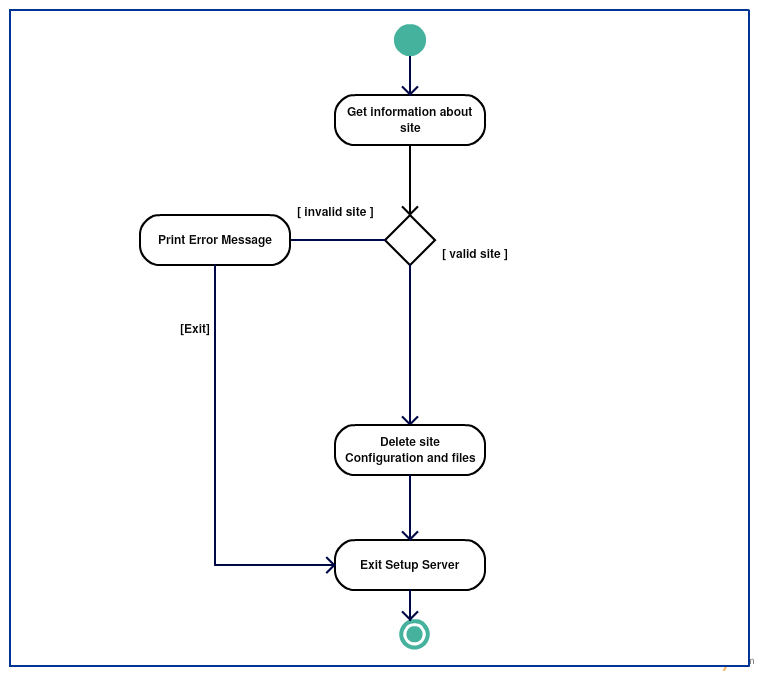 Get information about
site
[ invalid site ]
Print Error Message
[ valid site ]
[Exit]
Delete site
Configuration and files
Exit Setup Server